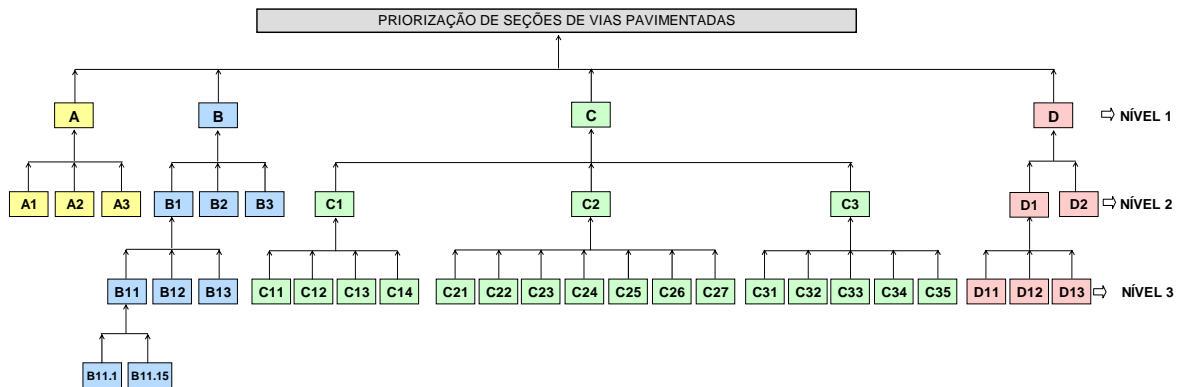 PRIORIZAÇÃO DE SEÇÕES DE VIAS PAVIMENTADAS
A B C D ⇨ NÍVEL 1
A1 A2 A3 B1 B2 B3 C1 C2 C3 D1 D2 ⇨ NÍVEL 2
B11 B12 B13 C11 C12 C13 C14 C21 C22 C23 C24 C25 C26 C27 C31 C32 C33 C34 C35 D11 D12 D13 ⇨ NÍVEL 3
B11.1 B11.15